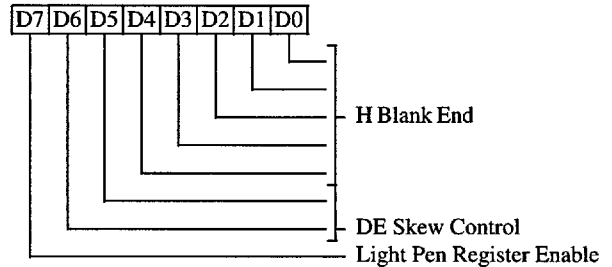 D7 D6 D5 D4 D3 D2 D1 D0
H Blank End
DE Skew Control
Light Pen Register Enable